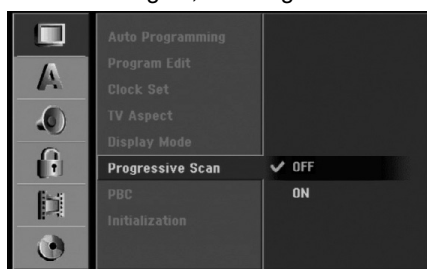 Auto Programming
Program Edit
Clock Set
TV Aspect
Display Mode
Progressive Scan ✔ OFF
PBC ON
Initialization
A